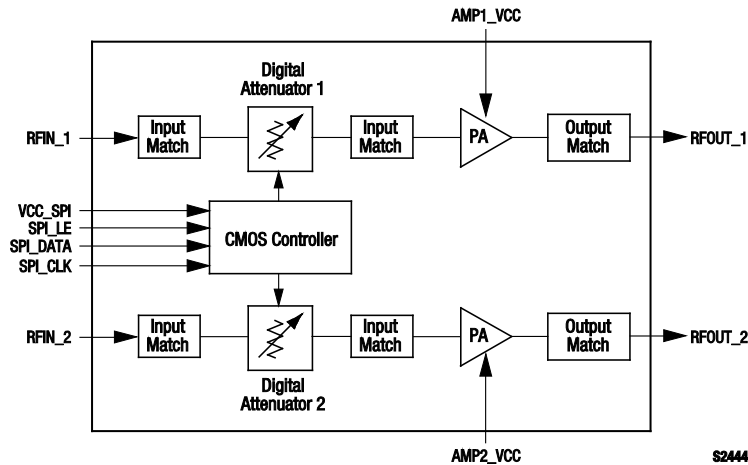 AMP1_VCC
Digital
Attenuator 1
RFIN_1
Input
Match
Input
Match
PA
Output
Match
RFOUT_1
VCC_SPI
SPI_LE
SPI_DATA
SPI_CLK
CMOS Controller
RFIN_2
Input
Match
Input
Match
PA
Output
Match
RFOUT_2
Digital
Attenuator 2
AMP2_VCC
S2444